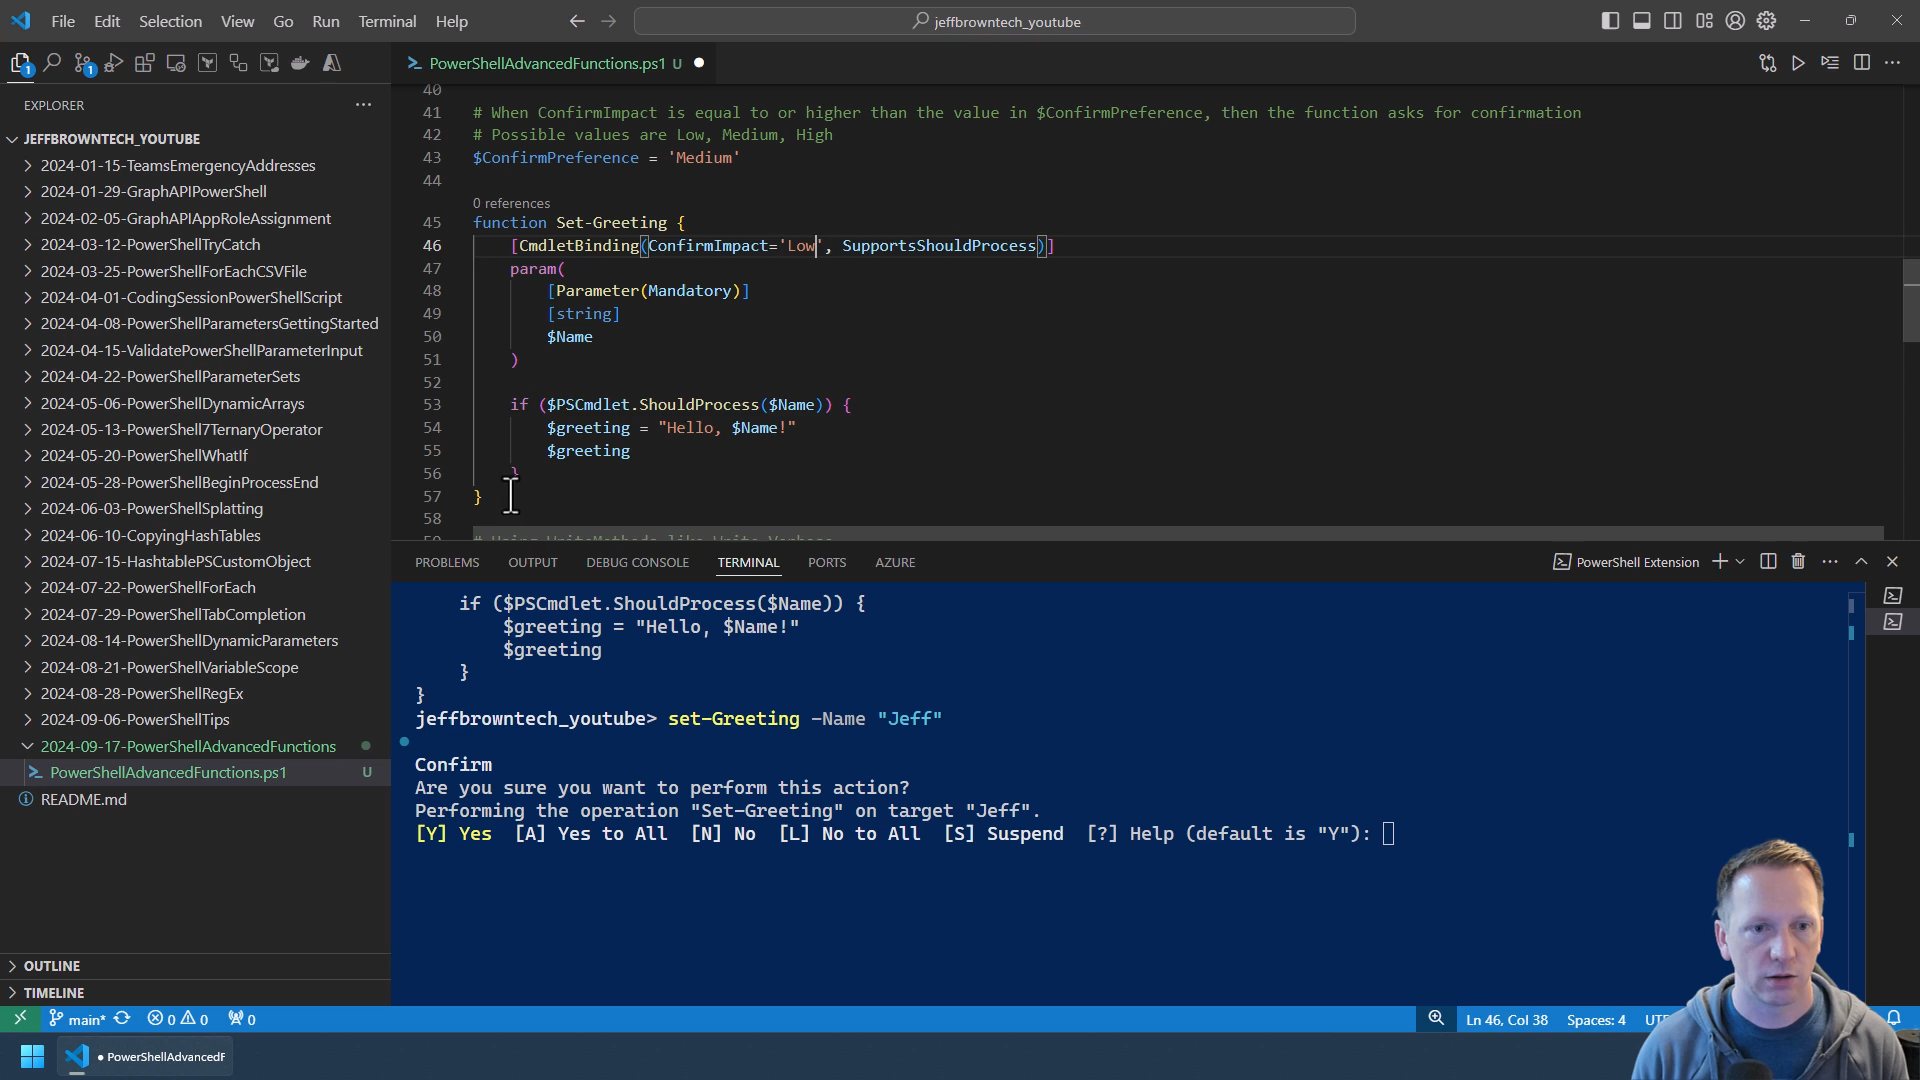 File Edit Selection View Go Run Terminal Help
jeffbrowntech_youtube
1
1
PowerShellAdvancedFunctions.ps1 U
EXPLORER
JEFFBROWNTECH_YOUTUBE
2024-01-15-TeamsEmergencyAddresses
2024-01-29-GraphAPIPowerShell
2024-02-05-GraphAPIAppRoleAssignment
2024-03-12-PowerShellTryCatch
2024-03-25-PowerShellForEachCSVFile
2024-04-01-CodingSessionPowerShellScript
2024-04-08-PowerShellParametersGettingStarted
2024-04-15-ValidatePowerShellParameterInput
2024-04-22-PowerShellParameterSets
2024-05-06-PowerShellDynamicArrays
2024-05-13-PowerShell7TernaryOperator
2024-05-20-PowerShellWhatIf
2024-05-28-PowerShellBeginProcessEnd
2024-06-03-PowerShellSplatting
2024-06-10-CopyingHashTables
2024-07-15-HashtablePSCustomObject
2024-07-22-PowerShellForEach
2024-07-29-PowerShellTabCompletion
2024-08-14-PowerShellDynamicParameters
2024-08-21-PowerShellVariableScope
2024-08-28-PowerShellRegEx
2024-09-06-PowerShellTips
2024-09-17-PowerShellAdvancedFunctions
PowerShellAdvancedFunctions.ps1 U
README.md
OUTLINE
TIMELINE
40
41 # When ConfirmImpact is equal to or higher than the value in $ConfirmPreference, then the function asks for confirmation
42 # Possible values are Low, Medium, High
43 $ConfirmPreference = 'Medium'
44
0 references
45 function Set-Greeting {
46 [CmdletBinding(ConfirmImpact='Low', SupportsShouldProcess)]
47 param(
48 [Parameter(Mandatory)]
49 [string]
50 $Name
51 )
52
53 if ($PSCmdlet.ShouldProcess($Name)) {
54 $greeting = "Hello, $Name!"
55 $greeting
56 }
57 }
58
PROBLEMS OUTPUT DEBUG CONSOLE TERMINAL PORTS AZURE
PowerShell Extension
if ($PSCmdlet.ShouldProcess($Name)) {
$greeting = "Hello, $Name!"
$greeting
}
}
jeffbrowntech_youtube> set-Greeting -Name "Jeff"
Confirm
Are you sure you want to perform this action?
Performing the operation "Set-Greeting" on target "Jeff".
[Y] Yes [A] Yes to All [N] No [L] No to All [S] Suspend [?] Help (default is "Y"):
main* 0 0 0
Ln 46, Col 38 Spaces: 4
PowerShellAdvancedF